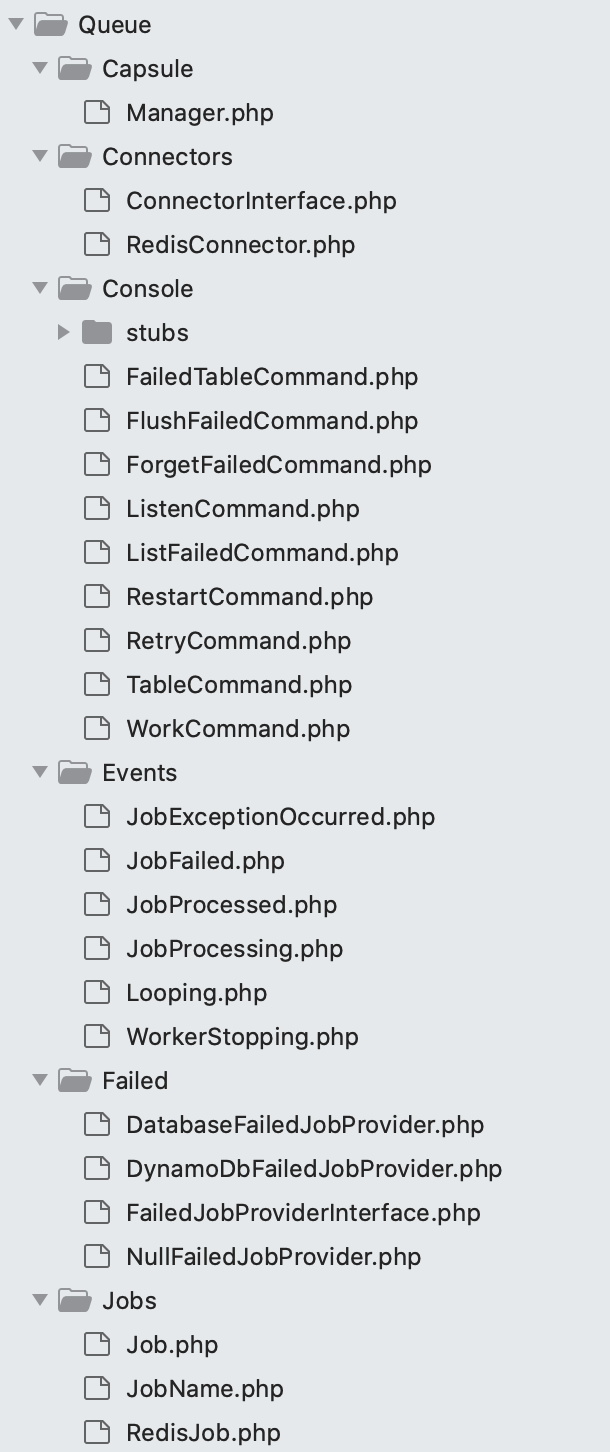 Queue
Capsule
Manager.php
Connectors
ConnectorInterface.php
RedisConnector.php
Console
stubs
FailedTableCommand.php
FlushFailedCommand.php
ForgetFailedCommand.php
ListenCommand.php
ListFailedCommand.php
RestartCommand.php
RetryCommand.php
TableCommand.php
WorkCommand.php
Events
JobExceptionOccurred.php
JobFailed.php
JobProcessed.php
JobProcessing.php
Looping.php
WorkerStopping.php
Failed
DatabaseFailedJobProvider.php
DynamoDbFailedJobProvider.php
FailedJobProviderInterface.php
NullFailedJobProvider.php
Jobs
Job.php
JobName.php
RedisJob.php